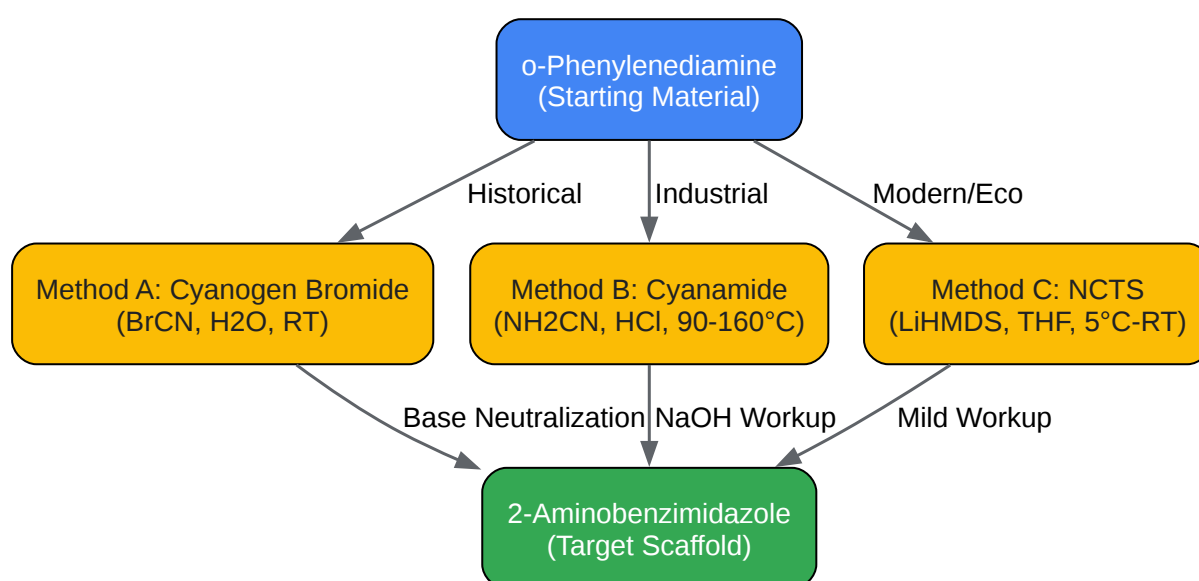 o-Phenylenediamine
(Starting Material)
Historical
Industrial
Modern/Eco
Method A: Cyanogen Bromide
(BrCN, H2O, RT)
Method B: Cyanamide
(NH2CN, HCl, 90-160°C)
Method C: NCTS
(LiHMDS, THF, 5°C-RT)
Base Neutralization
NaOH Workup
Mild Workup
2-Aminobenzimidazole
(Target Scaffold)